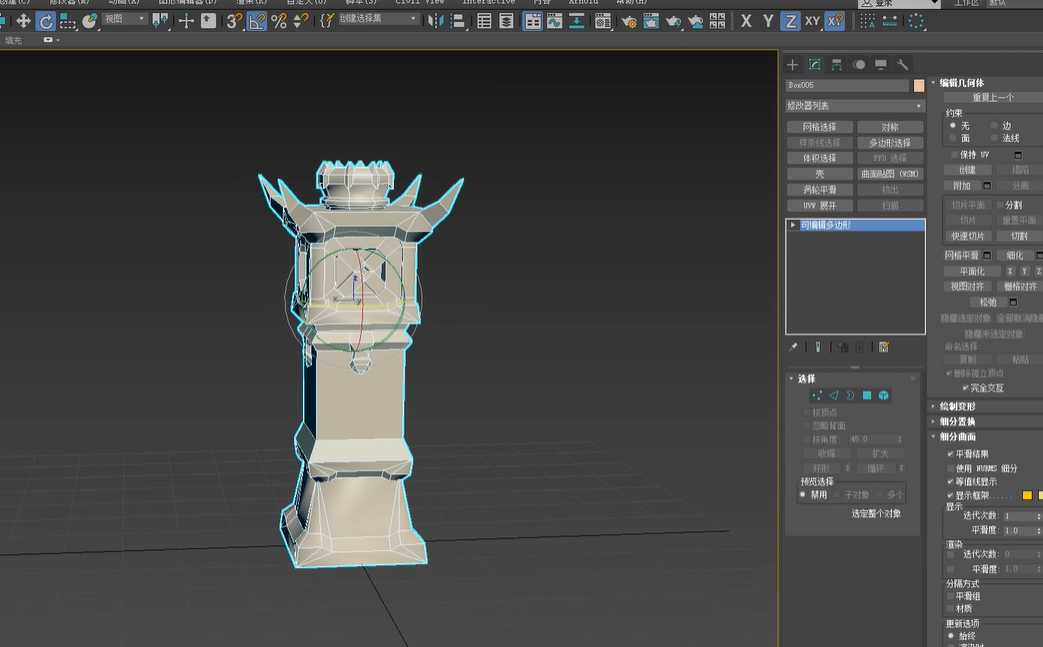 视图
创建选择集
登录
工作区: 默认
填充
Box005
修改器列表
网格选择 对称
样条线选择 多边形选择
体积选择 FFD 选择
壳 曲面贴图 (WSM)
涡轮平滑 挤出
UVW 展开 扫描
可编辑多边形
选择
按顶点
忽略背面
按角度: 45.0
收缩 扩大
环形 循环
预览选择
禁用 子对象 多个
选定整个对象
编辑几何体
重复上一个
约束
无 边
面 法线
保持 UV
创建 塌陷
附加 分离
切片平面 分割
切片 重置平面
快速切片 切割
网格平滑 细化
平面化 X Y Z
视图对齐 栅格对齐
松弛
隐藏选定对象 全部取消隐藏
隐藏未选定对象
命名选择:
复制 粘贴
删除孤立顶点
完全交互
绘制变形
细分置换
细分曲面
平滑结果
使用 NURMS 细分
等值线显示
显示框架......
显示
迭代次数: 1
平滑度: 1.0
渲染
迭代次数: 0
平滑度: 1.0
分隔方式
平滑组
材质
更新选项
始终
X Y Z XY XY